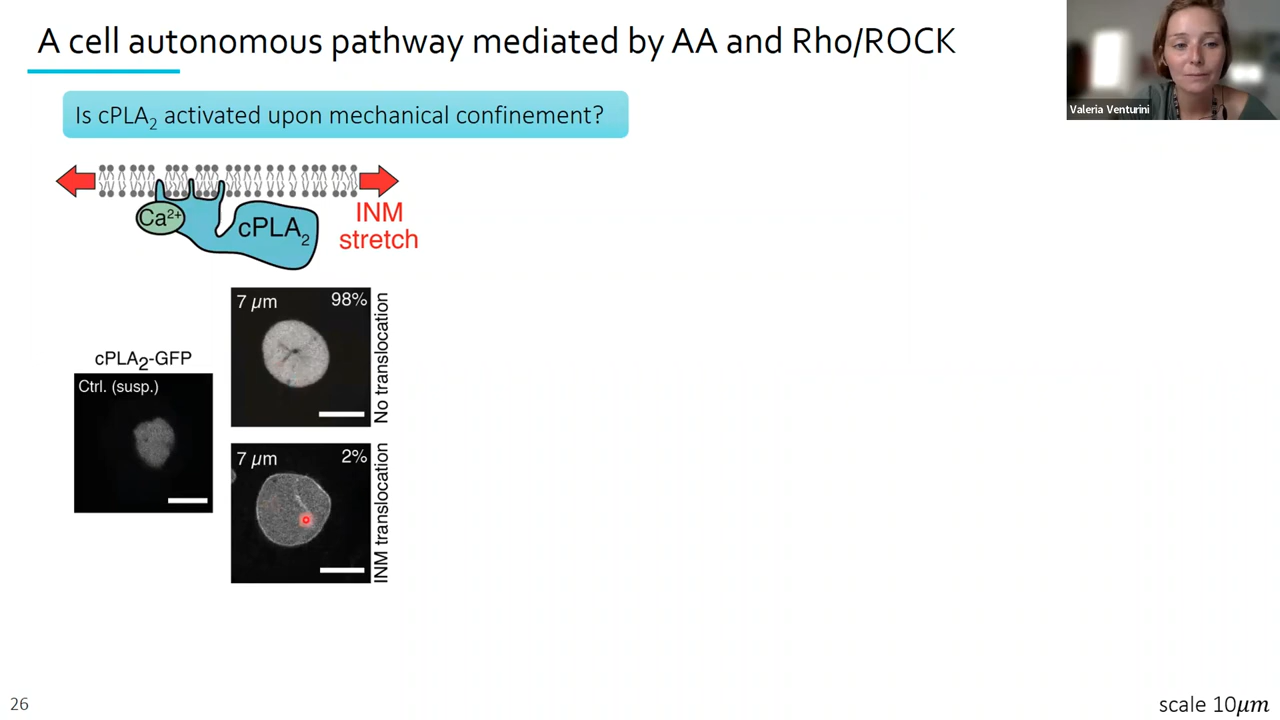 A cell autonomous pathway mediated by AA and Rho/ROCK
Valeria Venturini
Is cPLA₂ activated upon mechanical confinement?
Ca²⁺
cPLA₂
INM
stretch
cPLA₂-GFP
Ctrl. (susp.)
7 µm 98%
No translocation
7 µm 2%
INM translocation
26
scale 10𝜇𝑚